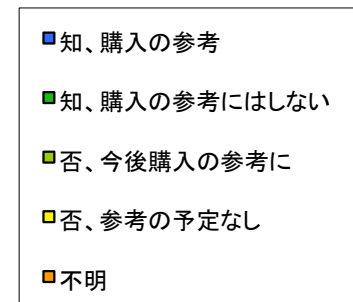 知、購入の参考
知、購入の参考にはしない
否、今後購入の参考に
否、参考の予定なし
不明